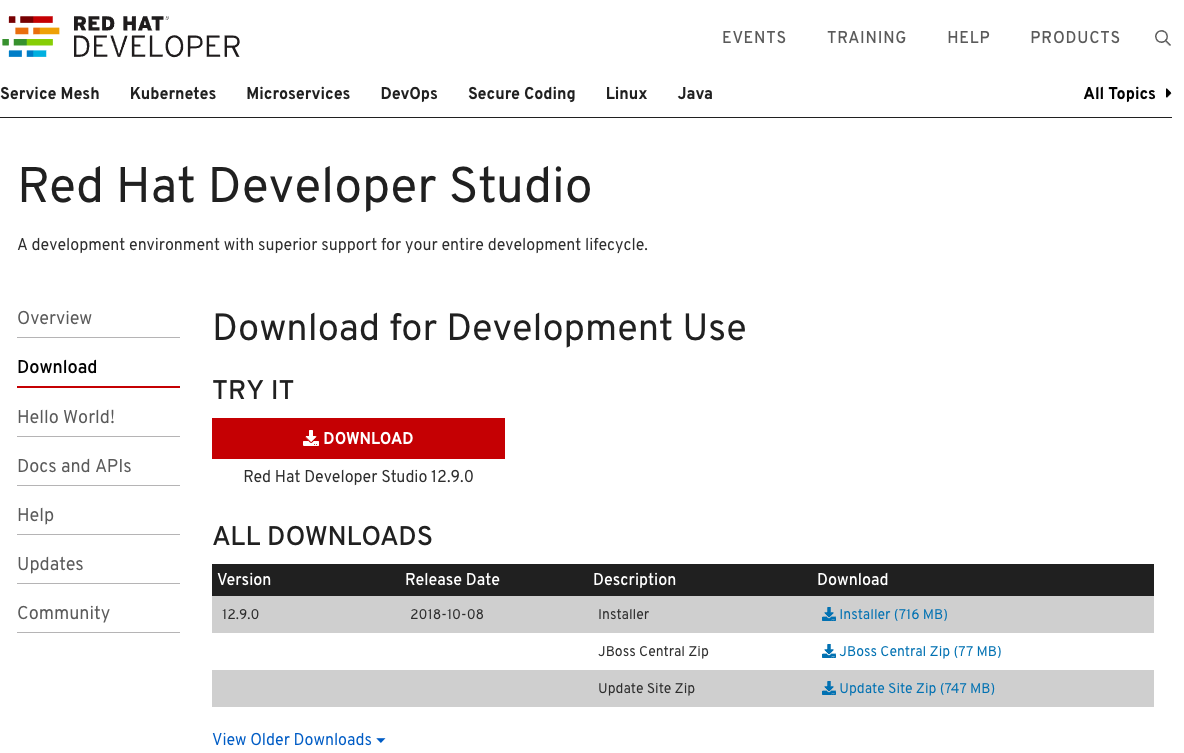 RED HAT
DEVELOPER
EVENTS TRAINING HELP PRODUCTS
Service Mesh Kubernetes Microservices DevOps Secure Coding Linux Java All Topics
Red Hat Developer Studio
A development environment with superior support for your entire development lifecycle.
Overview
Download
Hello World!
Docs and APIs
Help
Updates
Community
Download for Development Use
TRY IT
DOWNLOAD
Red Hat Developer Studio 12.9.0
ALL DOWNLOADS
Version Release Date Description Download
12.9.0 2018-10-08 Installer Installer (716 MB)
JBoss Central Zip JBoss Central Zip (77 MB)
Update Site Zip Update Site Zip (747 MB)
View Older Downloads